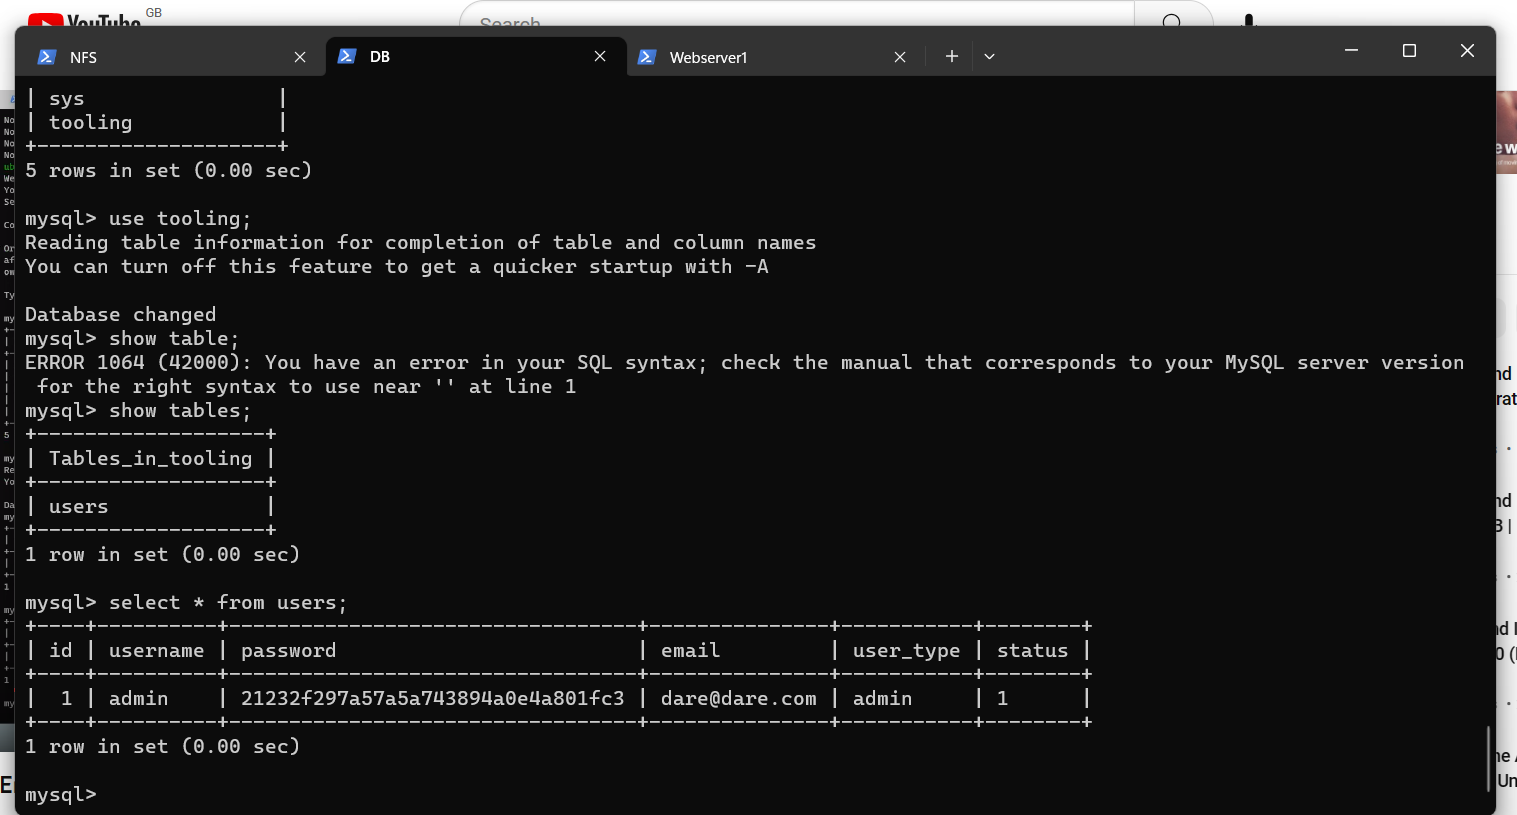 YouTube GB
Search
NFS
DB
Webserver1
| sys |
| tooling |
+--------------------+
5 rows in set (0.00 sec)
mysql> use tooling;
Reading table information for completion of table and column names
You can turn off this feature to get a quicker startup with -A
Database changed
mysql> show table;
ERROR 1064 (42000): You have an error in your SQL syntax; check the manual that corresponds to your MySQL server version
for the right syntax to use near '' at line 1
mysql> show tables;
+-------------------+
| Tables_in_tooling |
+-------------------+
| users |
+-------------------+
1 row in set (0.00 sec)
mysql> select * from users;
+----+----------+----------------------------------+---------------+-----------+--------+
| id | username | password | email | user_type | status |
+----+----------+----------------------------------+---------------+-----------+--------+
| 1 | admin | 21232f297a57a5a743894a0e4a801fc3 | dare@dare.com | admin | 1 |
+----+----------+----------------------------------+---------------+-----------+--------+
1 row in set (0.00 sec)
mysql>